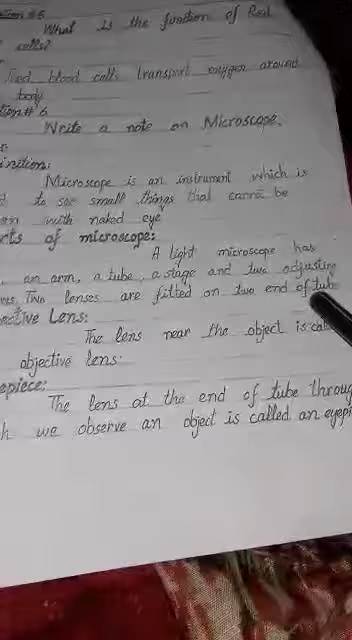 #5
What is the function of Red
cells?
Red blood cells transport oxygen around
body
# 6
Write a note on Microscope.
Microscope is an instrument which is
to see small things that cannot be
with naked eye
of microscope:
A light microscope has
an arm, a tube, a stage and two adjusting
Two lenses are fitted on two end of tube
Lens:
The lens near the object is
objective lens.
The lens at the end of tube
we observe an object is called an